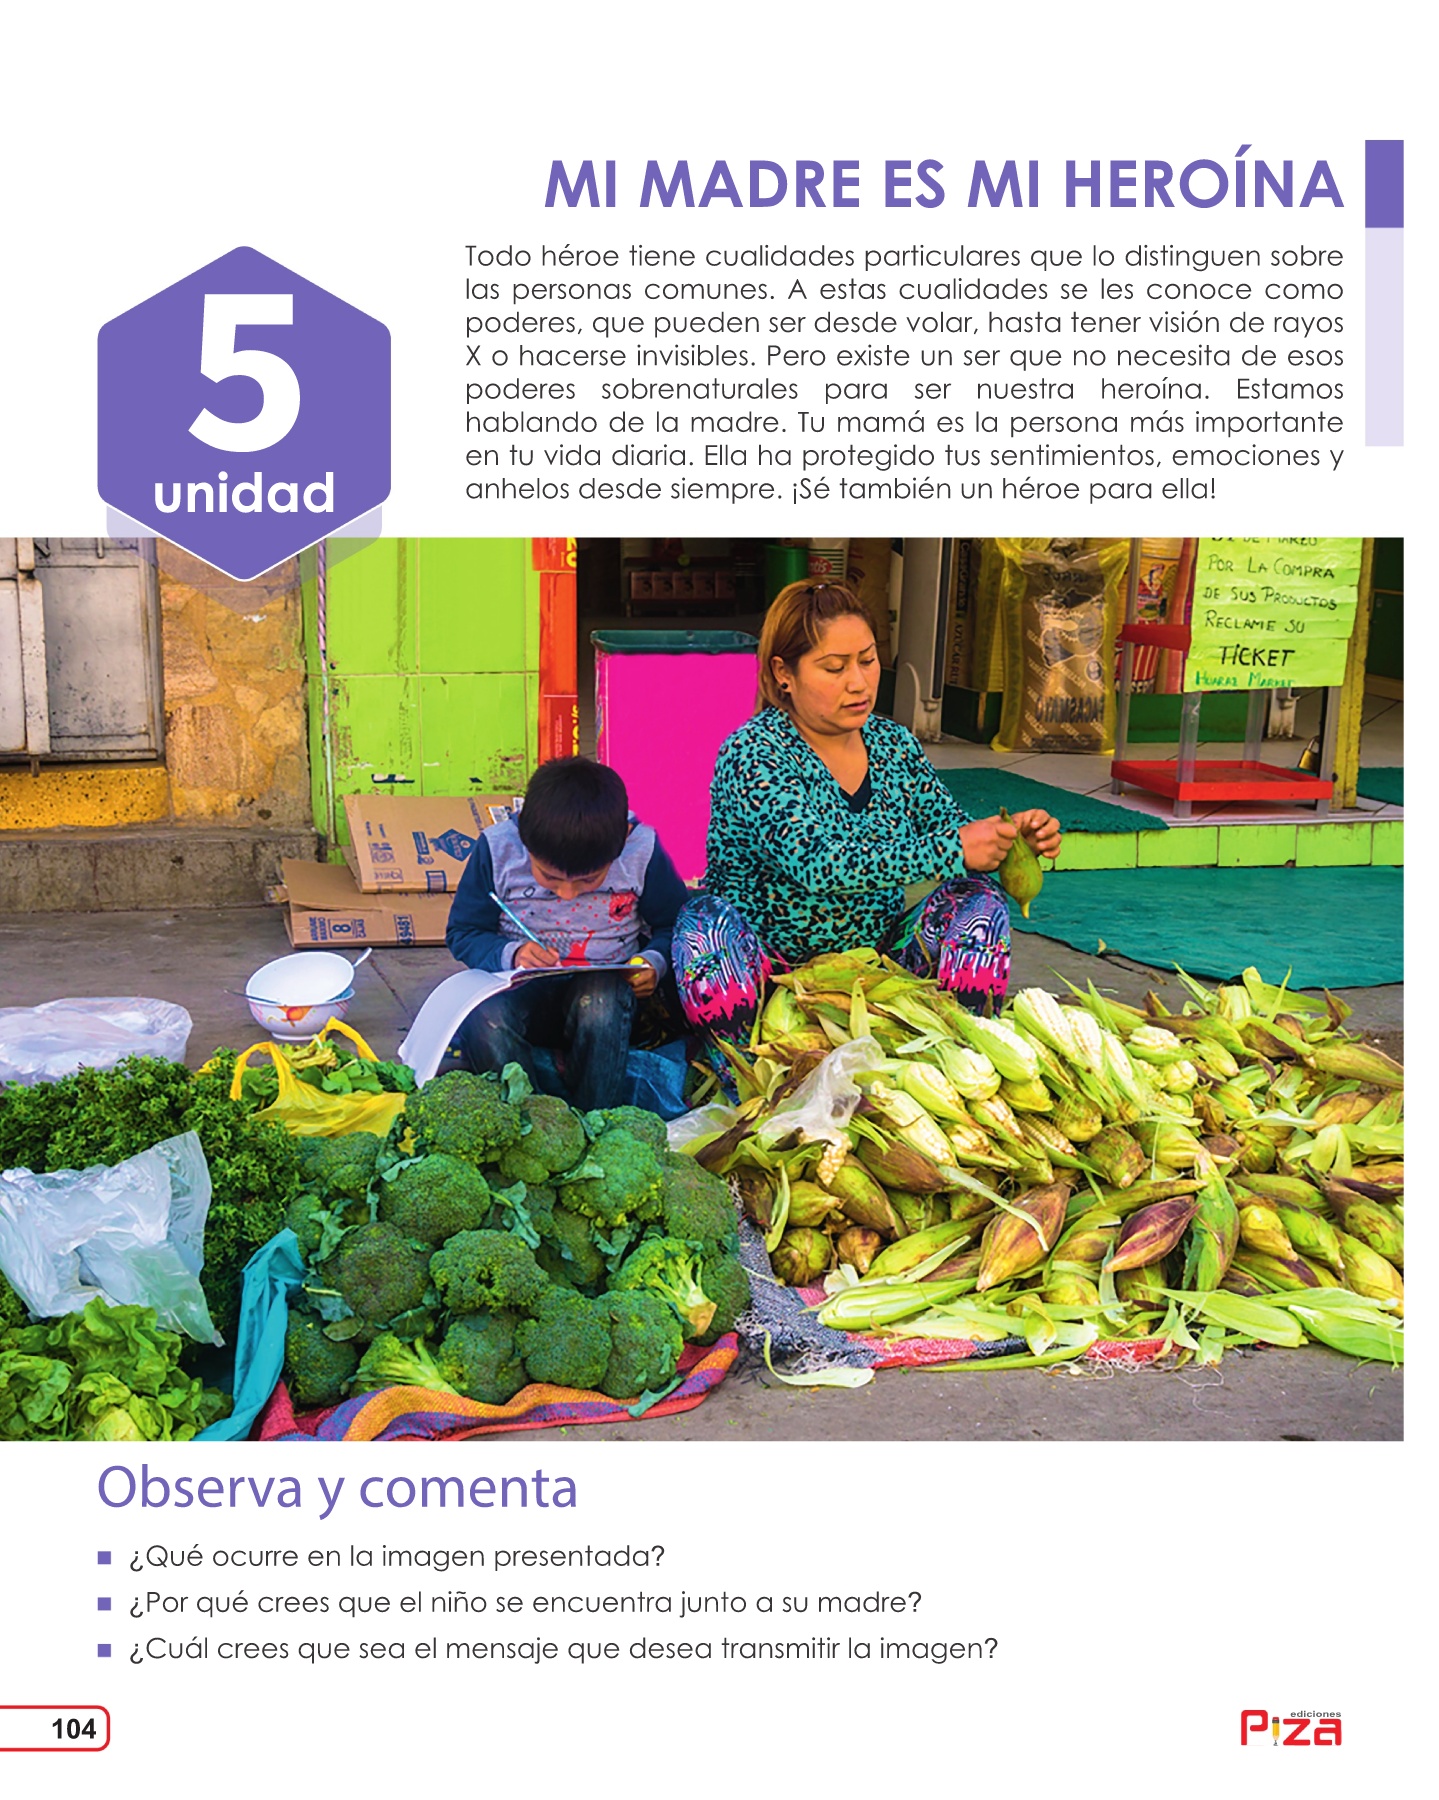 MI MADRE ES MI HEROÍNA
5
unidad
Todo héroe tiene cualidades particulares que lo distinguen sobre
las personas comunes. A estas cualidades se les conoce como
poderes, que pueden ser desde volar, hasta tener visión de rayos
X o hacerse invisibles. Pero existe un ser que no necesita de esos
poderes sobrenaturales para ser nuestra heroína. Estamos
hablando de la madre. Tu mamá es la persona más importante
en tu vida diaria. Ella ha protegido tus sentimientos, emociones y
anhelos desde siempre. ¡Sé también un héroe para ella!
POR LA COMPRA
DE SUS PRODUCTOS
RECLAME SU
TICKET
HUARAZ MARKET
Observa y comenta
¿Qué ocurre en la imagen presentada?
¿Por qué crees que el niño se encuentra junto a su madre?
¿Cuál crees que sea el mensaje que desea transmitir la imagen?
104
ediciones
Piza